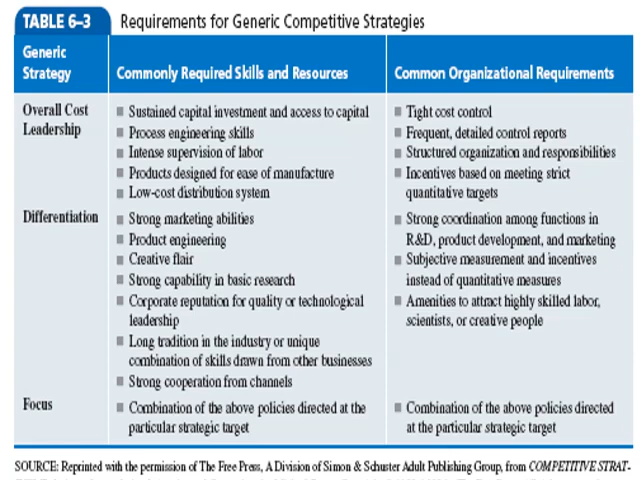 TABLE 6–3 Requirements for Generic Competitive Strategies
Generic
Strategy Commonly Required Skills and Resources Common Organizational Requirements
Overall Cost
Leadership
■ Sustained capital investment and access to capital
■ Process engineering skills
■ Intense supervision of labor
■ Products designed for ease of manufacture
■ Low-cost distribution system
■ Tight cost control
■ Frequent, detailed control reports
■ Structured organization and responsibilities
■ Incentives based on meeting strict
quantitative targets
Differentiation
■ Strong marketing abilities
■ Product engineering
■ Creative flair
■ Strong capability in basic research
■ Corporate reputation for quality or technological
leadership
■ Long tradition in the industry or unique
combination of skills drawn from other businesses
■ Strong cooperation from channels
■ Strong coordination among functions in
R&D, product development, and marketing
■ Subjective measurement and incentives
instead of quantitative measures
■ Amenities to attract highly skilled labor,
scientists, or creative people
Focus
■ Combination of the above policies directed at the
particular strategic target
■ Combination of the above policies directed
at the particular strategic target
SOURCE: Reprinted with the permission of The Free Press, A Division of Simon & Schuster Adult Publishing Group, from COMPETITIVE STRAT-